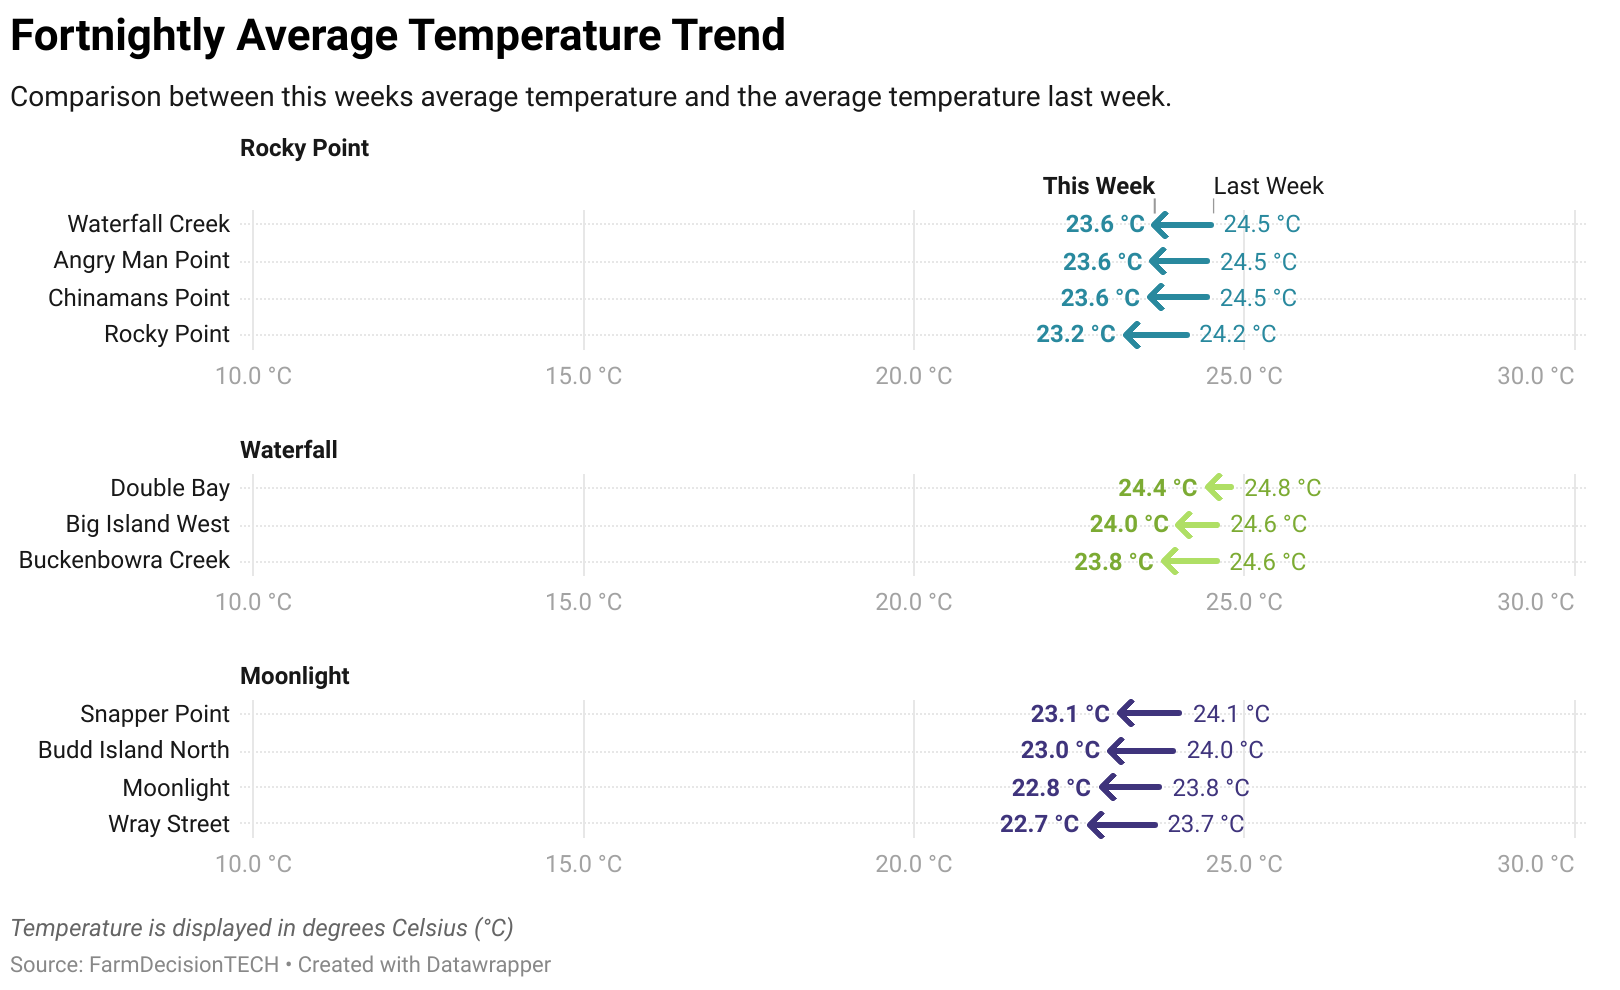 Fortnightly Average Temperature Trend
Comparison between this weeks average temperature and the average temperature last week.
Rocky Point
This Week Last Week
Waterfall Creek 23.6 °C 24.5 °C
Angry Man Point 23.6 °C 24.5 °C
Chinamans Point 23.6 °C 24.5 °C
Rocky Point 23.2 °C 24.2 °C
10.0 °C 15.0 °C 20.0 °C 25.0 °C 30.0 °C
Waterfall
Double Bay 24.4 °C 24.8 °C
Big Island West 24.0 °C 24.6 °C
Buckenbowra Creek 23.8 °C 24.6 °C
10.0 °C 15.0 °C 20.0 °C 25.0 °C 30.0 °C
Moonlight
Snapper Point 23.1 °C 24.1 °C
Budd Island North 23.0 °C 24.0 °C
Moonlight 22.8 °C 23.8 °C
Wray Street 22.7 °C 23.7 °C
10.0 °C 15.0 °C 20.0 °C 25.0 °C 30.0 °C
Temperature is displayed in degrees Celsius (°C)
Source: FarmDecisionTECH • Created with Datawrapper